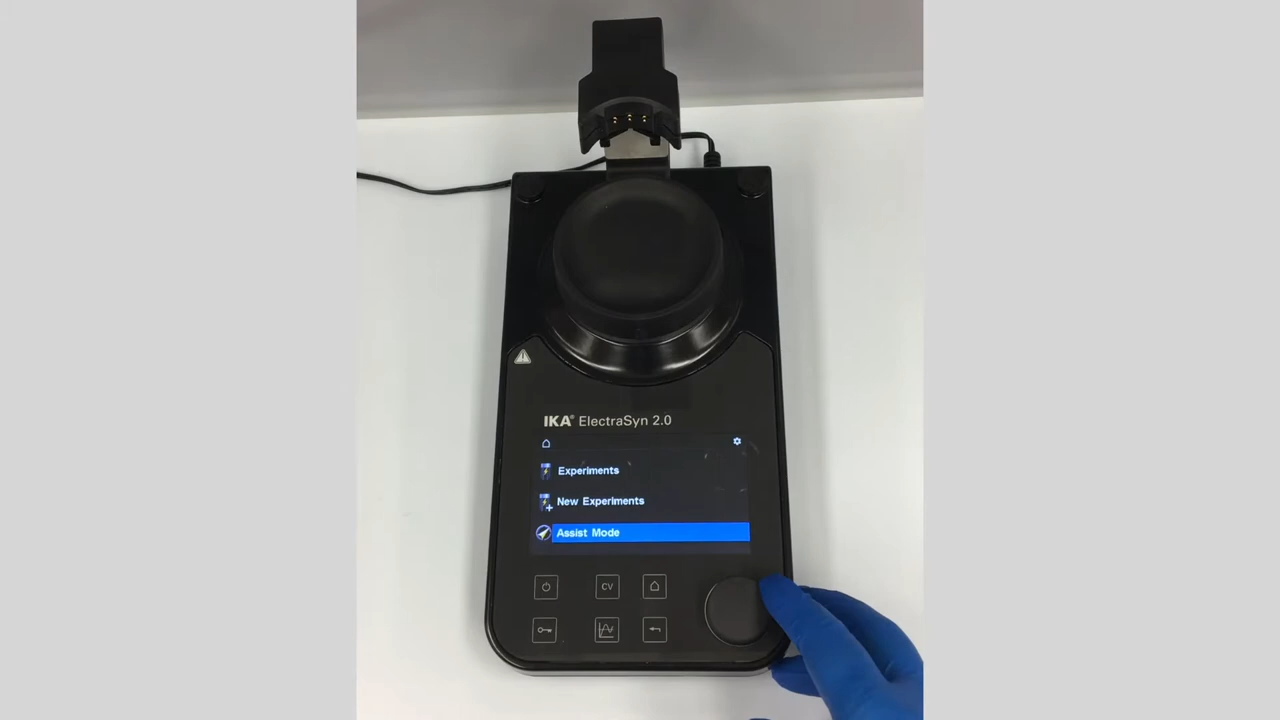 IKA® ElectraSyn 2.0
Experiments
New Experiments
Assist Mode
CV